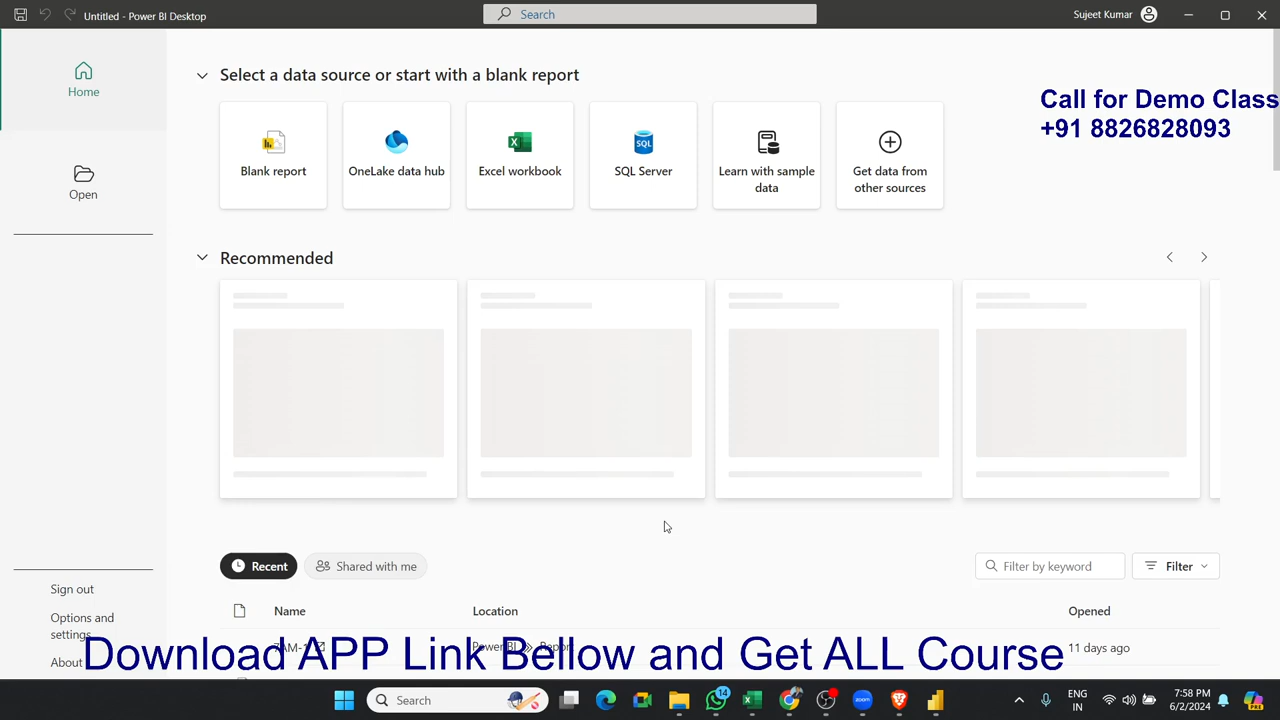 Untitled - Power BI Desktop
Search
Sujeet Kumar
Home
Open
Select a data source or start with a blank report
Call for Demo Class
+91 8826828093
Blank report
OneLake data hub
Excel workbook
SQL Server
Learn with sample
data
Get data from
other sources
Recommended
Recent
Shared with me
Filter by keyword
Filter
Name
Location
Opened
11 days ago
Sign out
Options and
settings
About
Download APP Link Bellow and Get ALL Course
Search
14
ENG
IN
7:58 PM
6/2/2024